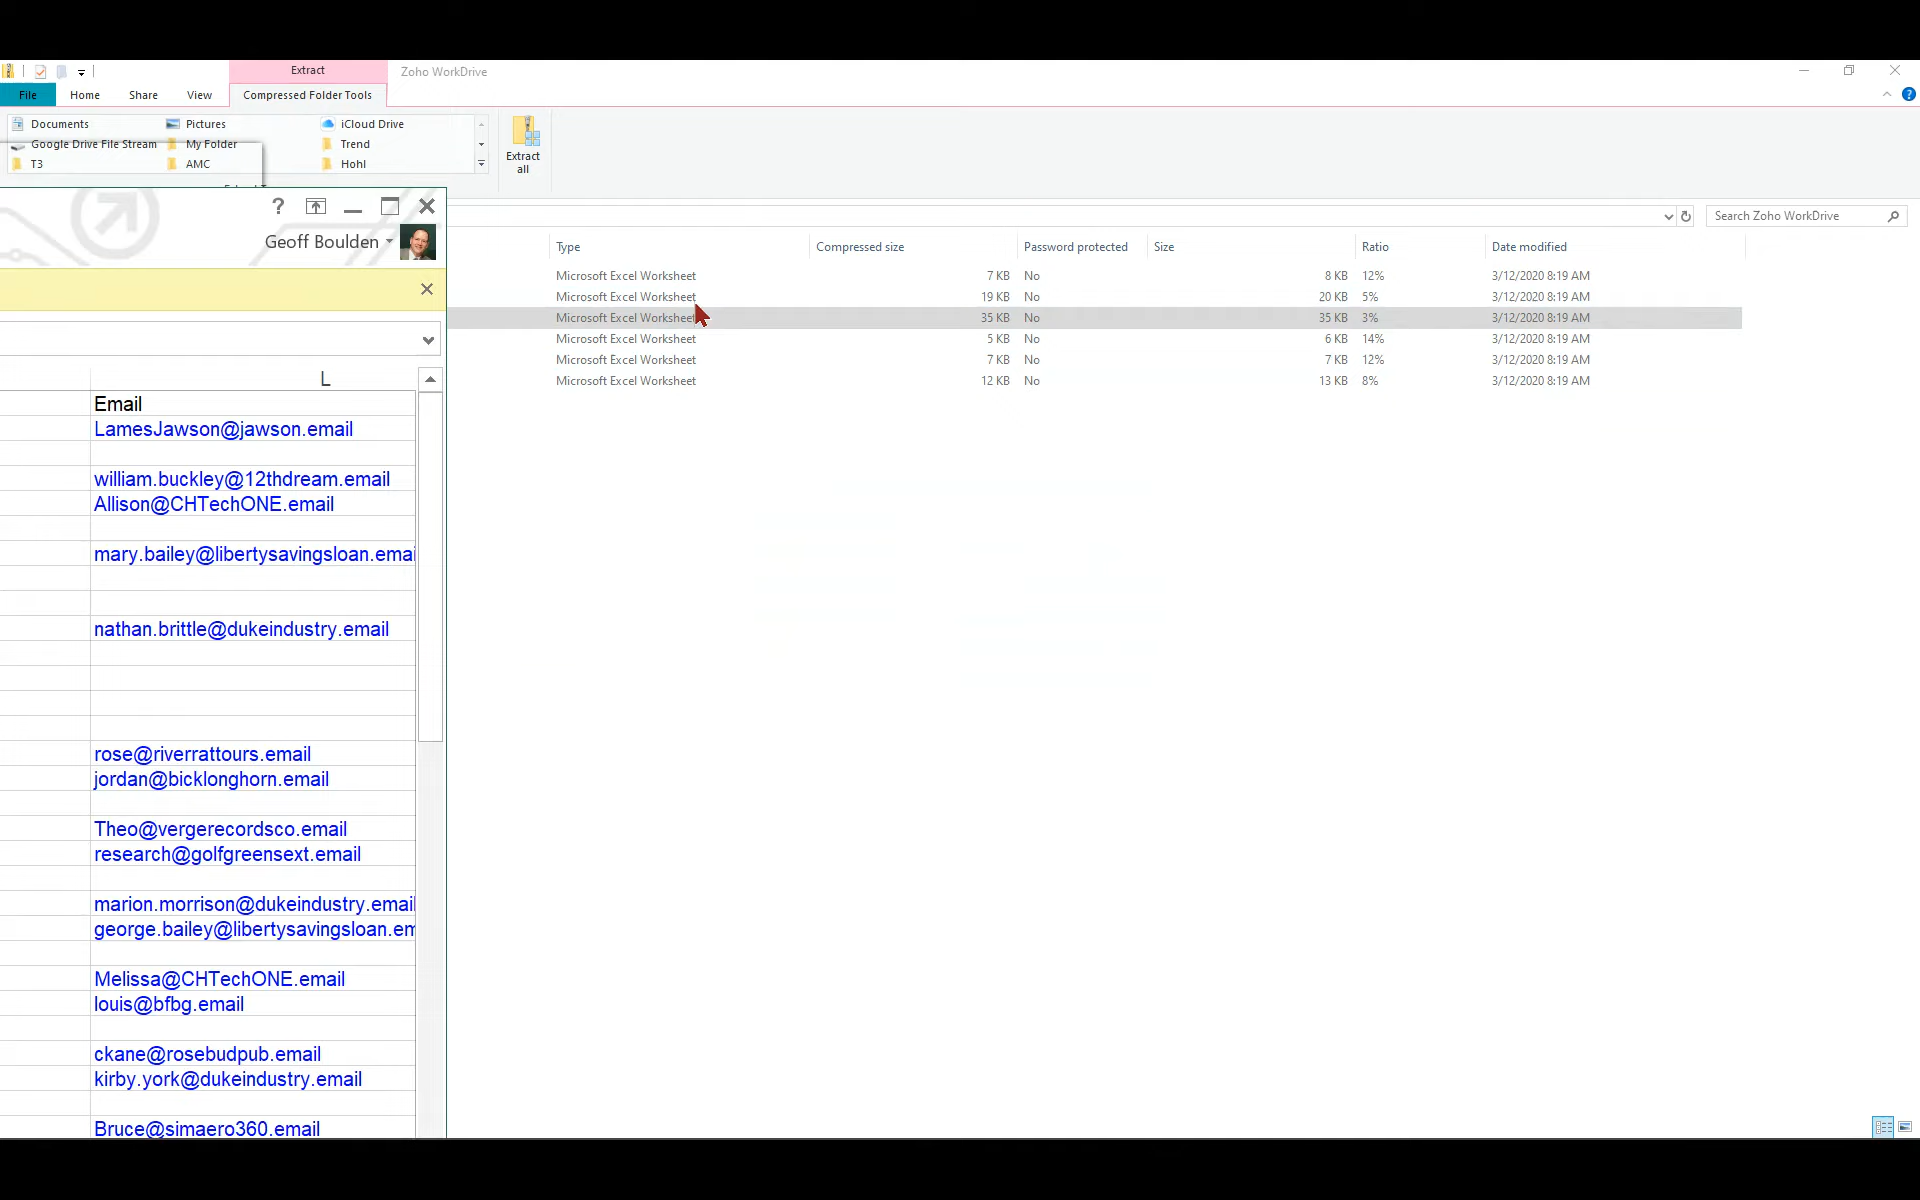 Extract
Zoho WorkDrive
File Home Share View Compressed Folder Tools
Documents Pictures iCloud Drive
Google Drive File Stream My Folder Trend
T3 AMC Hohl
Extract
all
?
Geoff Boulden
Search Zoho WorkDrive
Type Compressed size Password protected Size Ratio Date modified
Microsoft Excel Worksheet 7 KB No 8 KB 12% 3/12/2020 8:19 AM
Microsoft Excel Worksheet 19 KB No 20 KB 5% 3/12/2020 8:19 AM
Microsoft Excel Worksheet 35 KB No 35 KB 3% 3/12/2020 8:19 AM
Microsoft Excel Worksheet 5 KB No 6 KB 14% 3/12/2020 8:19 AM
Microsoft Excel Worksheet 7 KB No 7 KB 12% 3/12/2020 8:19 AM
Microsoft Excel Worksheet 12 KB No 13 KB 8% 3/12/2020 8:19 AM
L
Email
LamesJawson@jawson.email
william.buckley@12thdream.email
Allison@CHTechONE.email
mary.bailey@libertysavingsloan.emai
nathan.brittle@dukeindustry.email
rose@riverrattours.email
jordan@bicklonghorn.email
Theo@vergerecordsco.email
research@golfgreensext.email
marion.morrison@dukeindustry.email
george.bailey@libertysavingsloan.em
Melissa@CHTechONE.email
louis@bfbg.email
ckane@rosebudpub.email
kirby.york@dukeindustry.email
Bruce@simaero360.email